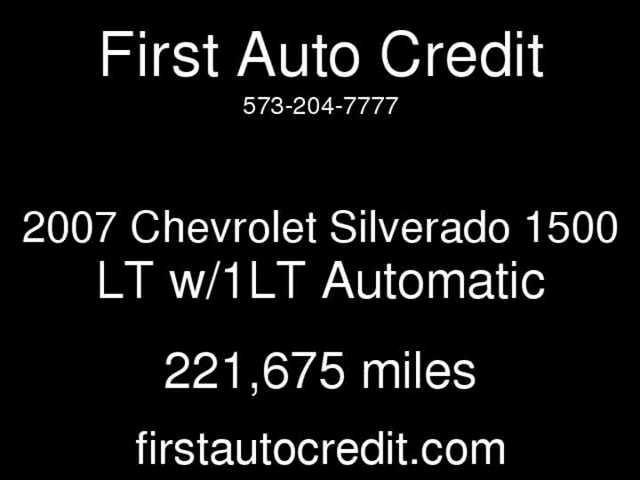 First Auto Credit
573-204-7777
2007 Chevrolet Silverado 1500
LT w/1LT Automatic
221,675 miles
firstautocredit.com